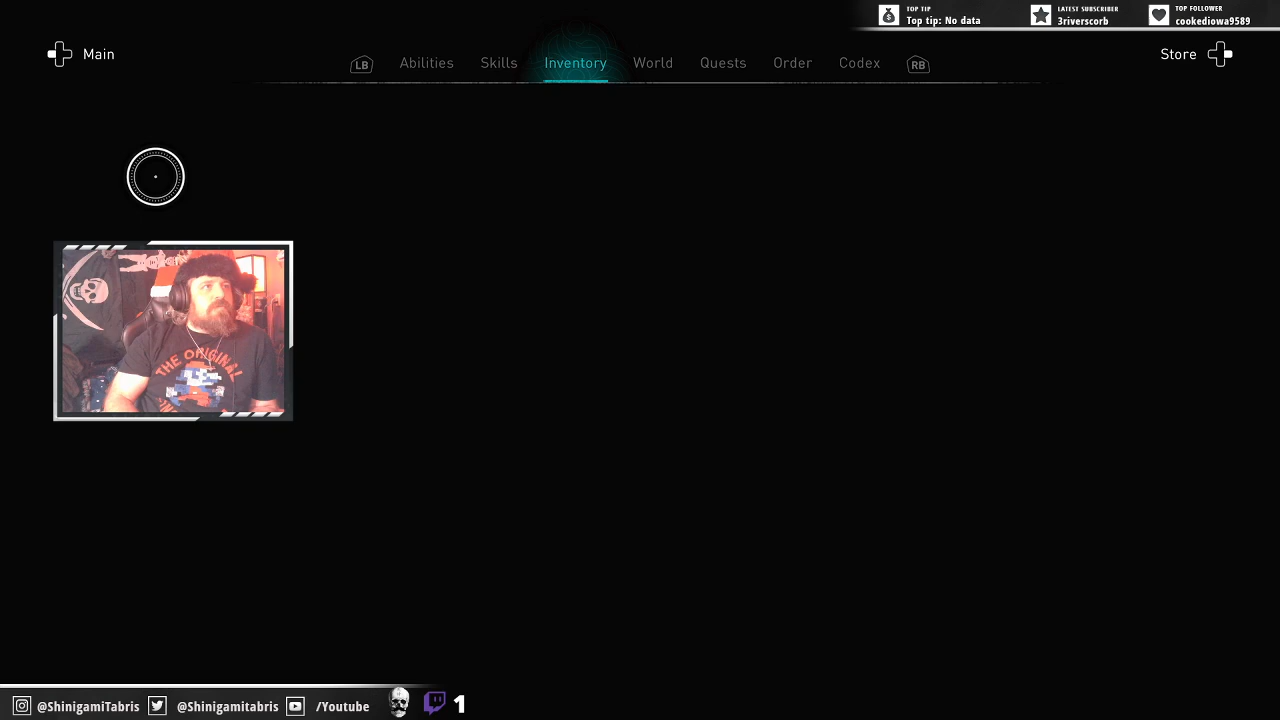 TOP TIP
Top tip: No data
LATEST SUBSCRIBER
3riverscorb
TOP FOLLOWER
cookediowa9589
Main
LB Abilities Skills Inventory World Quests Order Codex RB
Store
THE ORIGINAL
@ShinigamiTabris @Shinigamitabris /Youtube 1